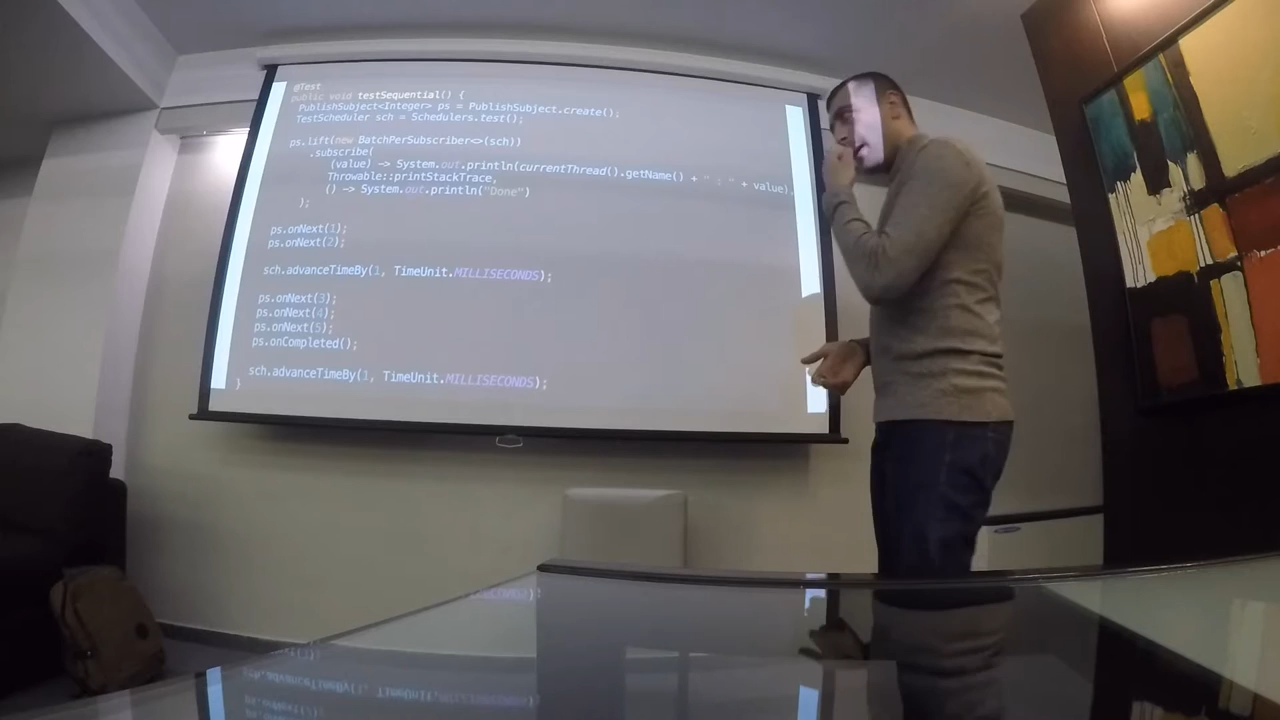 @Test
public void testSequential() {
PublishSubject<Integer> ps = PublishSubject.create();
TestScheduler sch = Schedulers.test();
ps.lift(new BatchPerSubscriber<>(sch))
.subscribe(
(value) -> System.out.println(currentThread().getName() + " : " + value),
Throwable::printStackTrace,
() -> System.out.println("Done")
);
ps.onNext(1);
ps.onNext(2);
sch.advanceTimeBy(1, TimeUnit.MILLISECONDS);
ps.onNext(3);
ps.onNext(4);
ps.onNext(5);
ps.onCompleted();
sch.advanceTimeBy(1, TimeUnit.MILLISECONDS);
}